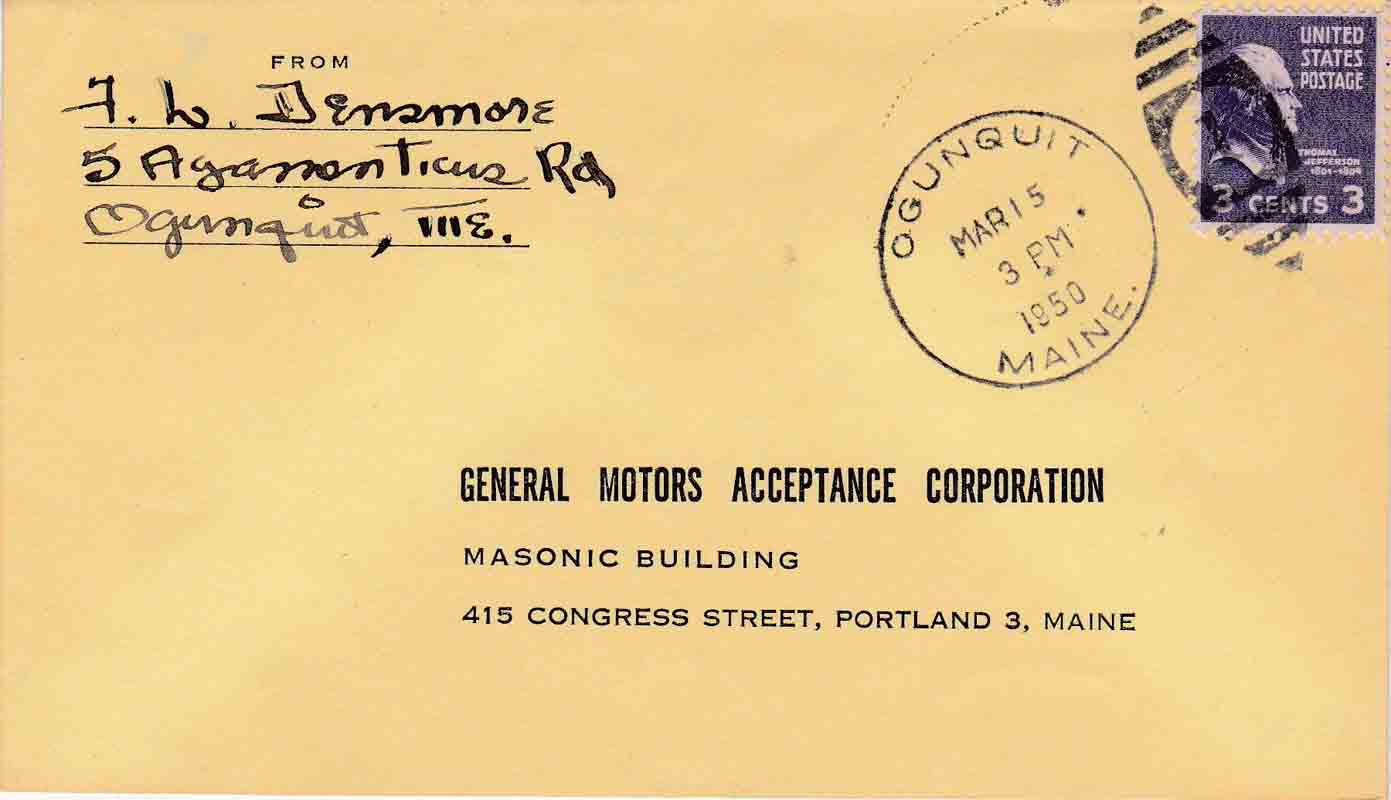 FROM
F. L. Densmore
5 Agamenticus Rd
Ogunquit, ME.
OGUNQUIT
MAR 15
3 PM
1950
MAINE.
UNITED
STATES
POSTAGE
THOMAS
JEFFERSON
1801-1809
3 CENTS 3
GENERAL MOTORS ACCEPTANCE CORPORATION
MASONIC BUILDING
415 CONGRESS STREET, PORTLAND 3, MAINE